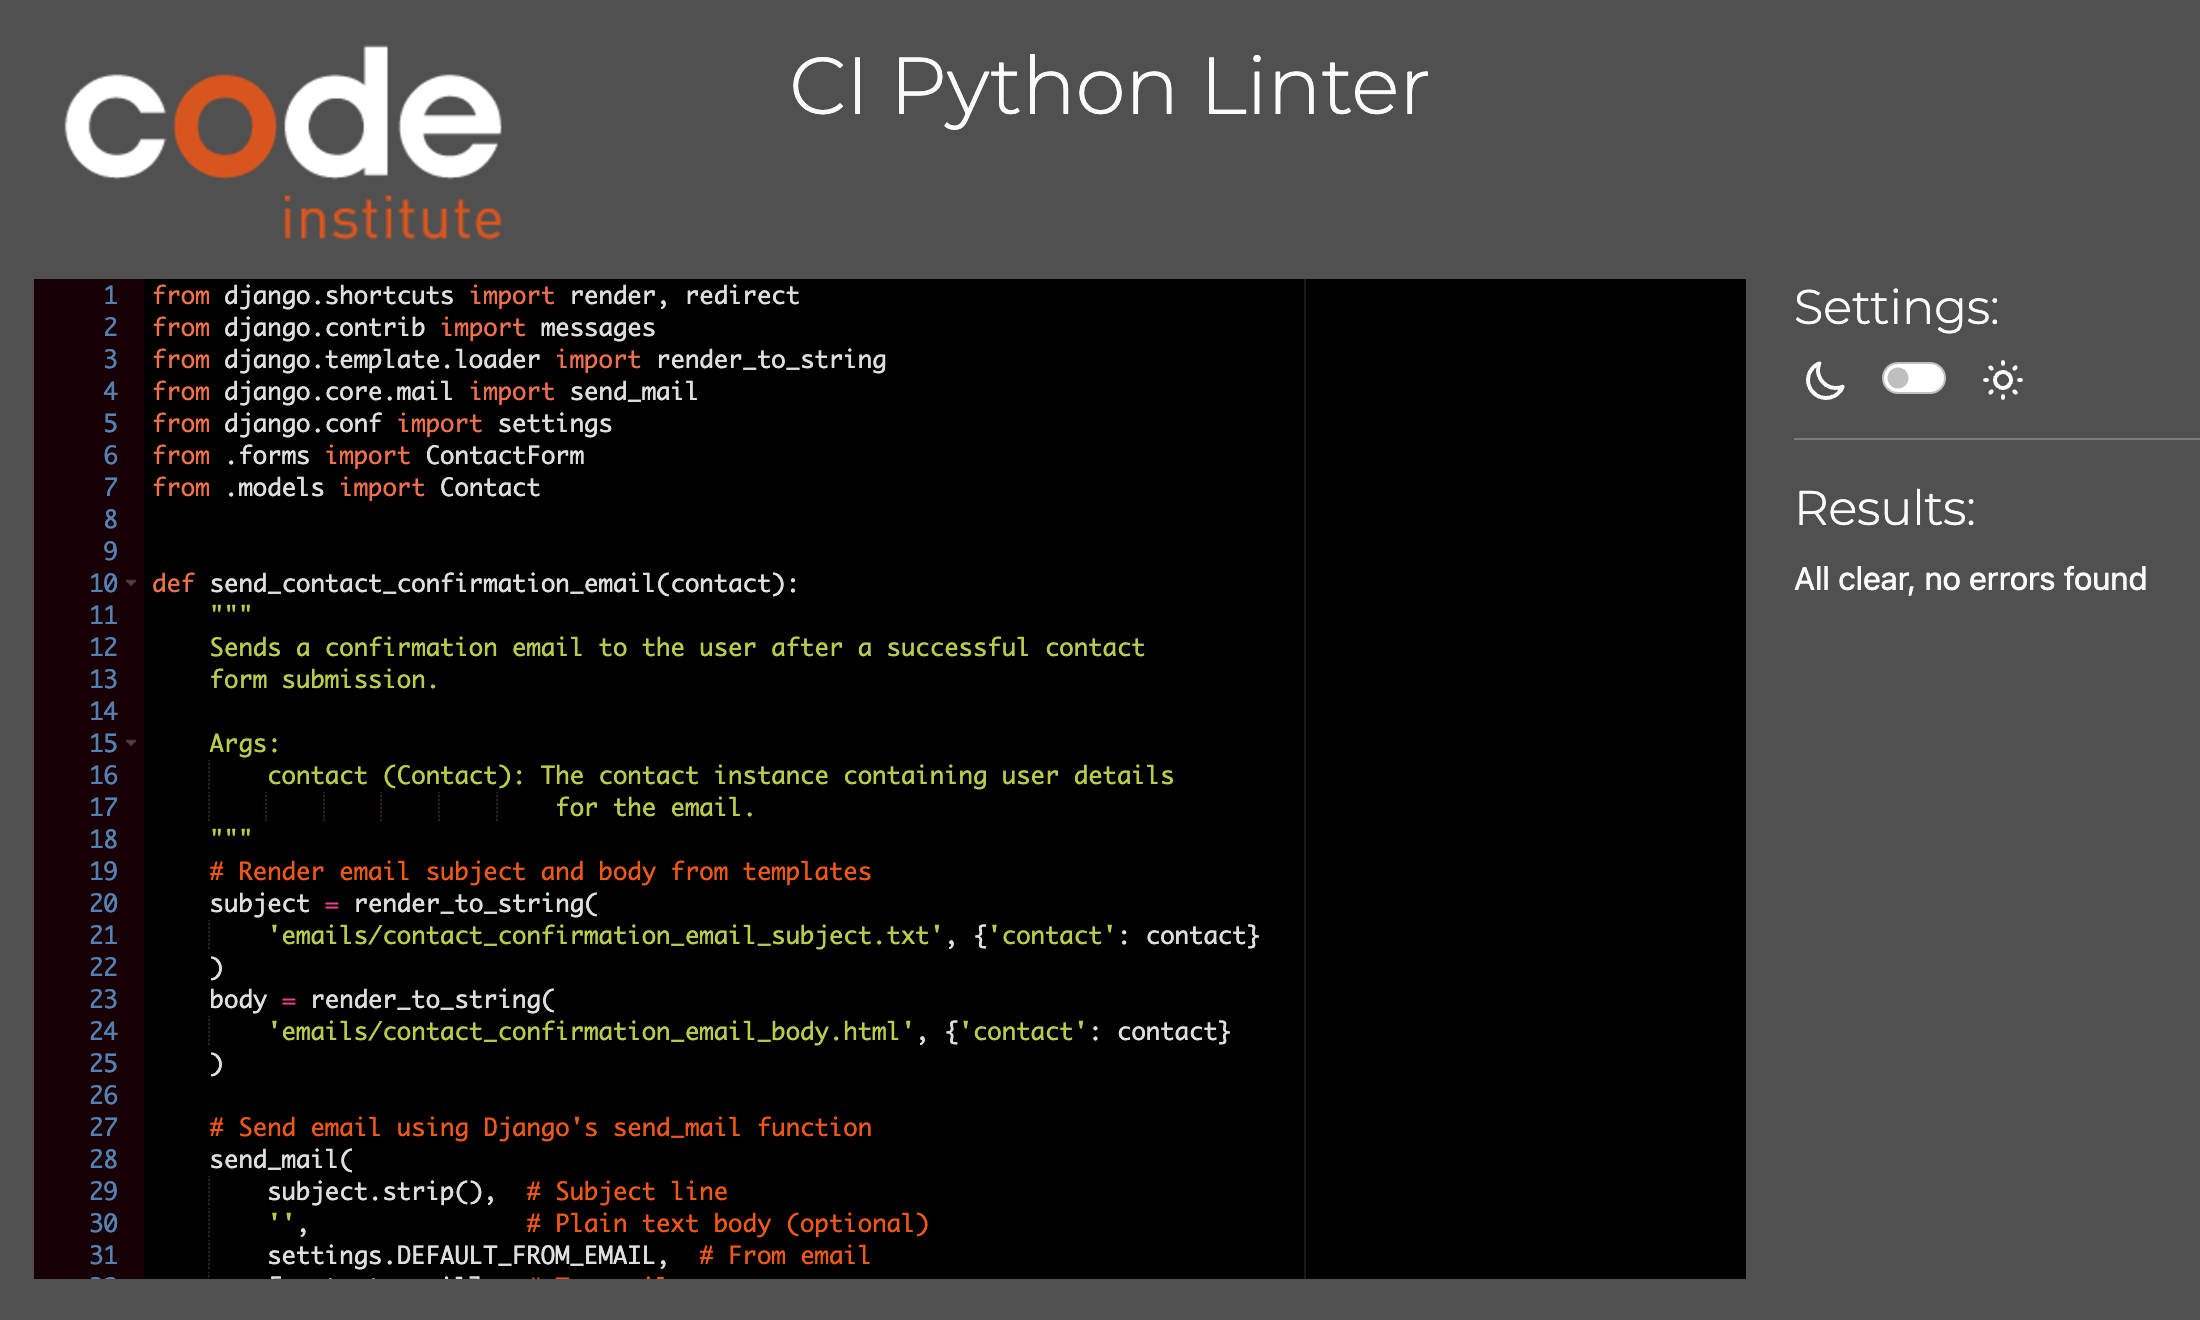 code
institute
CI Python Linter
1 from django.shortcuts import render, redirect
2 from django.contrib import messages
3 from django.template.loader import render_to_string
4 from django.core.mail import send_mail
5 from django.conf import settings
6 from .forms import ContactForm
7 from .models import Contact
8
9
10 def send_contact_confirmation_email(contact):
11     """
12     Sends a confirmation email to the user after a successful contact
13     form submission.
14
15     Args:
16         contact (Contact): The contact instance containing user details
17                             for the email.
18     """
19     # Render email subject and body from templates
20     subject = render_to_string(
21         'emails/contact_confirmation_email_subject.txt', {'contact': contact}
22     )
23     body = render_to_string(
24         'emails/contact_confirmation_email_body.html', {'contact': contact}
25     )
26
27     # Send email using Django's send_mail function
28     send_mail(
29         subject.strip(),  # Subject line
30         '',               # Plain text body (optional)
31         settings.DEFAULT_FROM_EMAIL,  # From email
Settings:
Results:
All clear, no errors found